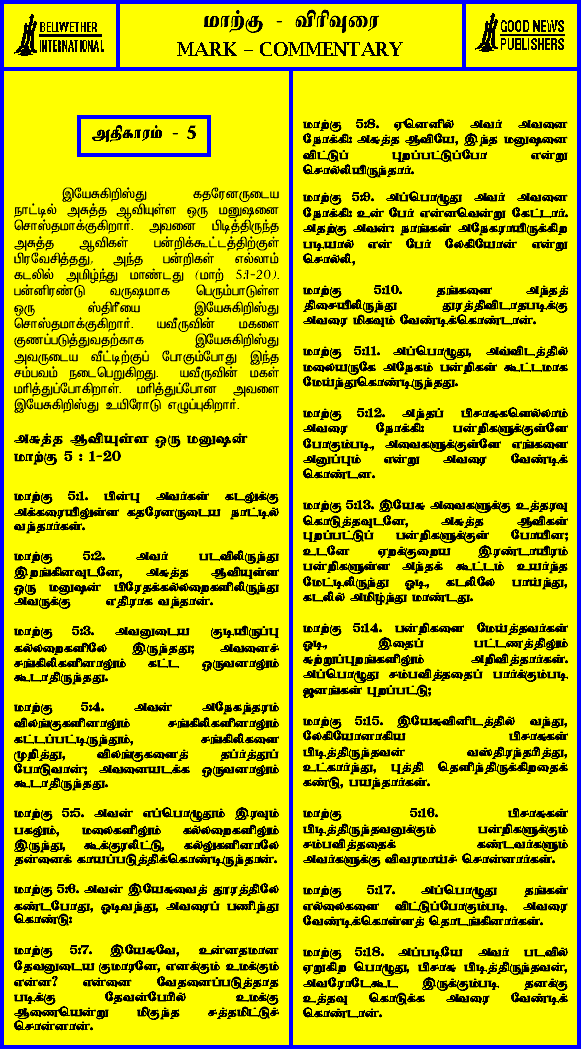 BELIWETHER
INTERNATIONAL
மாற்கு - விரிவுரை
MARK – COMMENTARY
GOOD NEWS
PUBLISHERS
அதிகாரம் - 5
இயேசுகிறிஸ்து கதரேனருடைய
நாட்டில் அசுத்த ஆவியுள்ள ஒரு மனுஷனை
சொஸ்தமாக்குகிறார். அவனை பிடித்திருந்த
அசுத்த ஆவிகள் பன்றிக்கூட்டத்திற்குள்
பிரவேசித்தது, அந்த பன்றிகள் எல்லாம்
கடலில் அமிழ்ந்து மாண்டது (மாற் 5:1-20).
பன்னிரண்டு வருஷமாக பெரும்பாடுள்ள
ஒரு ஸ்திரீயை இயேசுகிறிஸ்து
சொஸ்தமாக்குகிறார். யவீருவின் மகளை
குணப்படுத்துவதற்காக இயேசுகிறிஸ்து
அவருடைய வீட்டிற்குப் போகும்போது இந்த
சம்பவம் நடைபெறுகிறது. யவீருவின் மகள்
மரித்துப்போகிறாள். மரித்துப்போன அவளை
இயேசுகிறிஸ்து உயிரோடு எழுப்புகிறார்.
அசுத்த ஆவியுள்ள ஒரு மனுஷன்
மாற்கு 5 : 1-20
மாற்கு 5:1. பின்பு அவர்கள் கடலுக்கு
அக்கரையிலுள்ள கதரேனருடைய நாட்டில்
வந்தார்கள்.
மாற்கு 5:2. அவர் படவிலிருந்து
இறங்கினவுடனே, அசுத்த ஆவியுள்ள
ஒரு மனுஷன் பிரேதக்கல்லறைகளிலிருந்து
அவருக்கு எதிராக வந்தான்.
மாற்கு 5:3. அவனுடைய குடியிருப்பு
கல்லறைகளிலே இருந்தது; அவனைச்
சங்கிலிகளினாலும் கட்ட ஒருவனாலும்
கூடாதிருந்தது.
மாற்கு 5:4. அவன் அநேகந்தரம்
விலங்குகளினாலும் சங்கிலிகளினாலும்
கட்டப்பட்டிருந்தும், சங்கிலிகளை
முறித்து, விலங்குகளைத் தபர்த்துப்
போடுவான்; அவனையடக்க ஒருவனாலும்
கூடாதிருந்தது.
மாற்கு 5:5. அவன் எப்பொழுதும் இரவும்
பகலும், மலைகளிலும் கல்லறைகளிலும்
இருந்து, கூக்குரலிட்டு, கல்லுகளினாலே
தன்னைக் காயப்படுத்திக்கொண்டிருந்தான்.
மாற்கு 5:6. அவன் இயேசுவைத் தூரத்திலே
கண்டபோது, ஓடிவந்து, அவரைப் பணிந்து
கொண்டு:
மாற்கு 5:7. இயேசுவே, உன்னதமான
தேவனுடைய குமாரனே, எனக்கும் உமக்கும்
என்ன? என்னை வேதனைப்படுத்தாத
படிக்கு தேவன்பேரில் உமக்கு
ஆணையென்று மிகுந்த சத்தமிட்டுச்
சொன்னான்.
மாற்கு 5:8. ஏனெனில் அவர் அவனை
நோக்கி: அசுத்த ஆவியே, இந்த மனுஷனை
விட்டுப் புறப்பட்டுப்போ என்று
சொல்லியிருந்தார்.
மாற்கு 5:9. அப்பொழுது அவர் அவனை
நோக்கி: உன் பேர் என்னவென்று கேட்டார்.
அதற்கு அவன்: நாங்கள் அநேகராயிருக்கிற
படியால் என் பேர் லேகியோன் என்று
சொல்லி,
மாற்கு 5:10. தங்களை அந்தத்
திசையிலிருந்து துரத்திவிடாதபடிக்கு
அவரை மிகவும் வேண்டிக்கொண்டான்.
மாற்கு 5:11. அப்பொழுது, அவ்விடத்தில்
மலையருகே அநேகம் பன்றிகள் கூட்டமாக
மேய்ந்துகொண்டிருந்தது.
மாற்கு 5:12. அந்தப் பிசாசுகளெல்லாம்
அவரை நோக்கி: பன்றிகளுக்குள்ளே
போகும்படி, அவைகளுக்குள்ளே எங்களை
அனுப்பும் என்று அவரை வேண்டிக்
கொண்டன.
மாற்கு 5:13. இயேசு அவைகளுக்கு உத்தரவு
கொடுத்தவுடனே, அசுத்த ஆவிகள்
புறப்பட்டுப் பன்றிகளுக்குள் போயின;
உடனே ஏறக்குறைய இரண்டாயிரம்
பன்றிகளுள்ள அந்தக் கூட்டம் உயர்ந்த
மேட்டிலிருந்து ஓடி, கடலிலே பாய்ந்து,
கடலில் அமிழ்ந்து மாண்டது.
மாற்கு 5:14. பன்றிகளை மேய்த்தவர்கள்
ஓடி, இதைப் பட்டணத்திலும்
சுற்றுப்புறங்களிலும் அறிவித்தார்கள்.
அப்பொழுது சம்பவித்ததைப் பார்க்கும்படி
ஜனங்கள் புறப்பட்டு;
மாற்கு 5:15. இயேசுவினிடத்தில் வந்து,
லேகியோனாகிய பிசாசுகள்
பிடித்திருந்தவன் வஸ்திரந்தரித்து,
உட்கார்ந்து, புத்தி தெளிந்திருக்கிறதைக்
கண்டு, பயந்தார்கள்.
மாற்கு 5:16. பிசாசுகள்
பிடித்திருந்தவனுக்கும் பன்றிகளுக்கும்
சம்பவித்ததைக் கண்டவர்களும்
அவர்களுக்கு விவரமாய்ச் சொன்னார்கள்.
மாற்கு 5:17. அப்பொழுது தங்கள்
எல்லைகளை விட்டுப்போகும்படி அவரை
வேண்டிக்கொள்ளத் தொடங்கினார்கள்.
மாற்கு 5:18. அப்படியே அவர் படவில்
ஏறுகிற பொழுது, பிசாசு பிடித்திருந்தவன்,
அவரோடேகூட இருக்கும்படி தனக்கு
உத்தவு கொடுக்க அவரை வேண்டிக்
கொண்டான்.